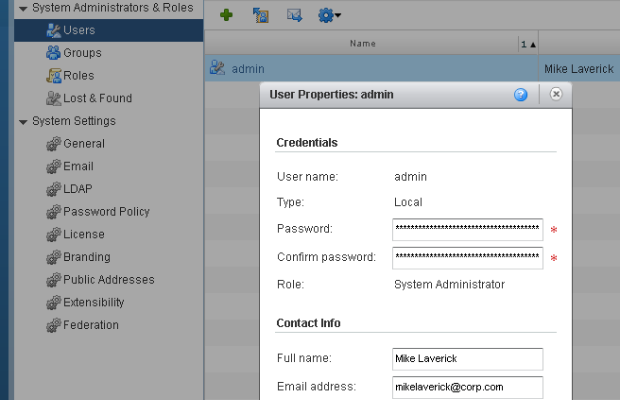 System Administrators & Roles
Users
Groups
Roles
Lost & Found
System Settings
General
Email
LDAP
Password Policy
License
Branding
Public Addresses
Extensibility
Federation
Name 1 ▲
admin Mike Laverick
User Properties: admin
Credentials
User name: admin
Type: Local
Password: ************************************** *
Confirm password: ************************************** *
Role: System Administrator
Contact Info
Full name: Mike Laverick
Email address: mikelaverick@corp.com